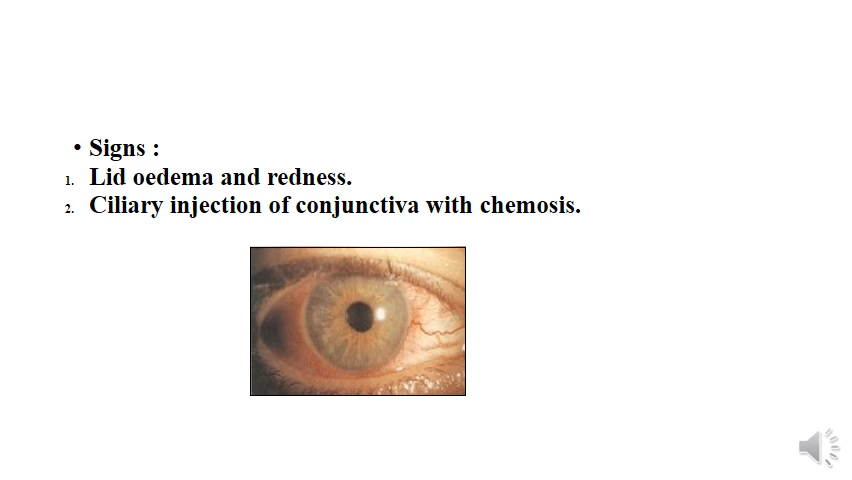 • Signs :
1. Lid oedema and redness.
2. Ciliary injection of conjunctiva with chemosis.